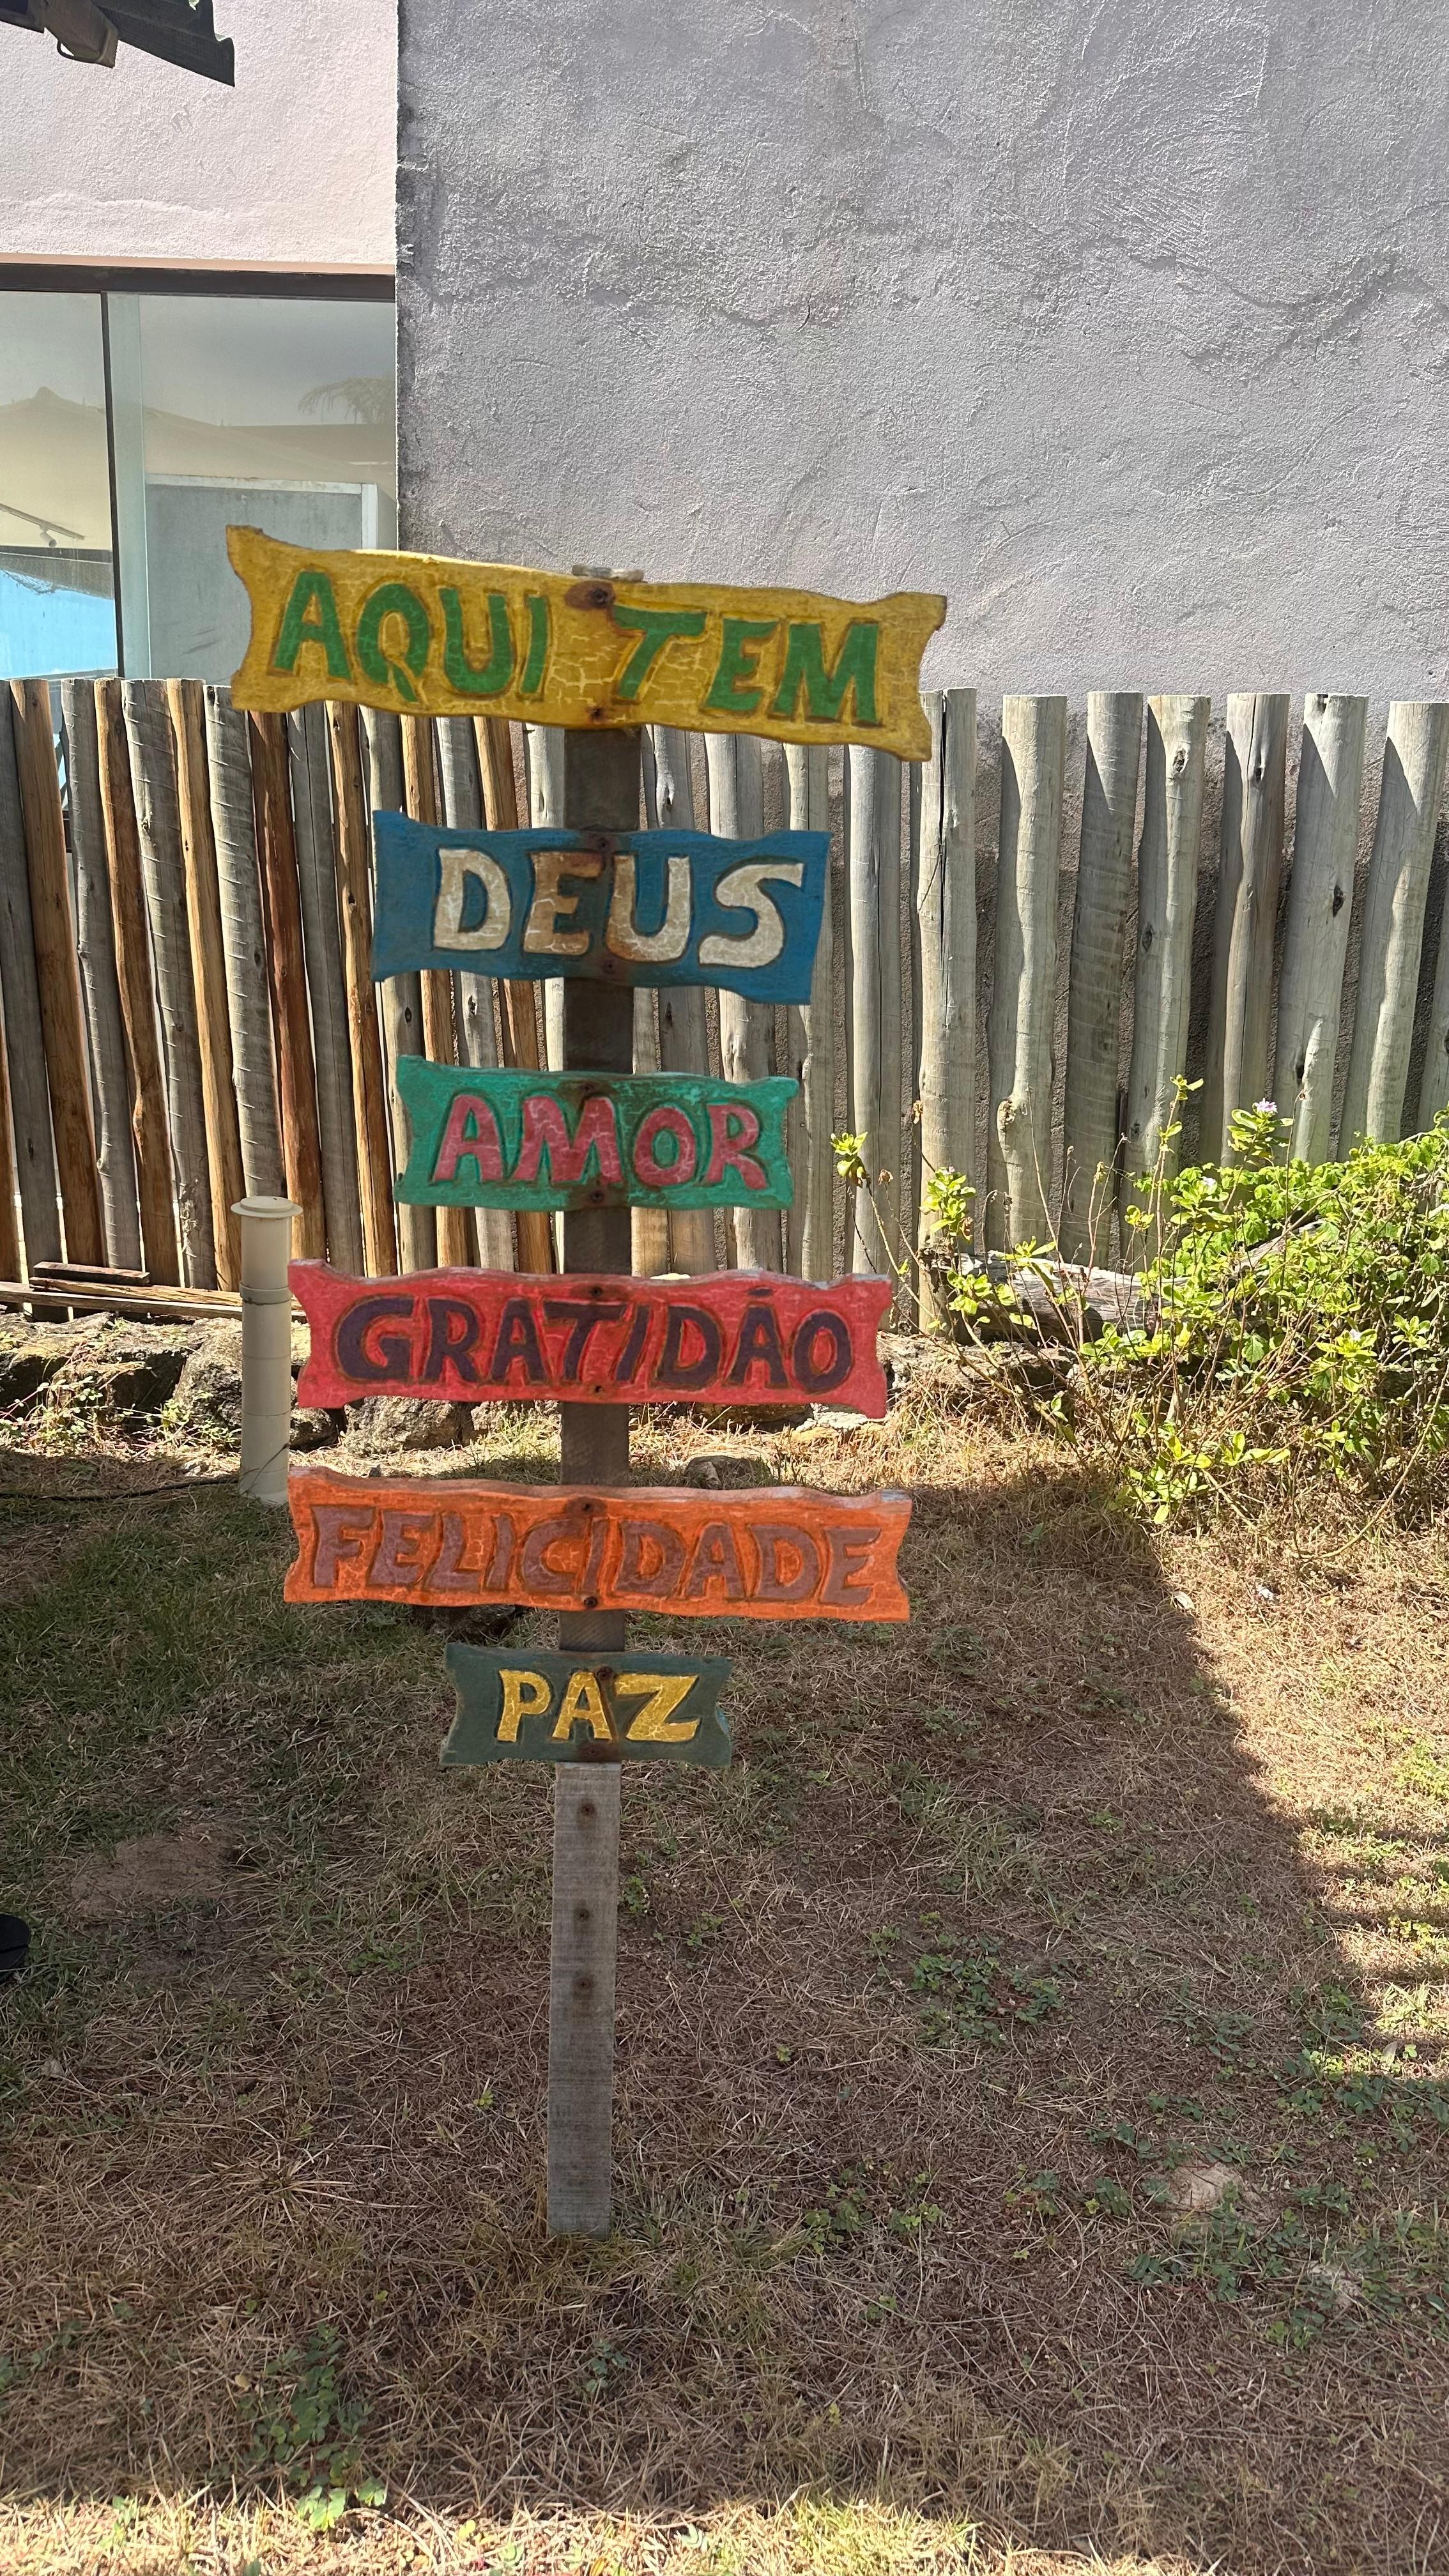 AQUI TEM
DEUS
AMOR
GRATIDÃO
FELICIDADE
PAZ